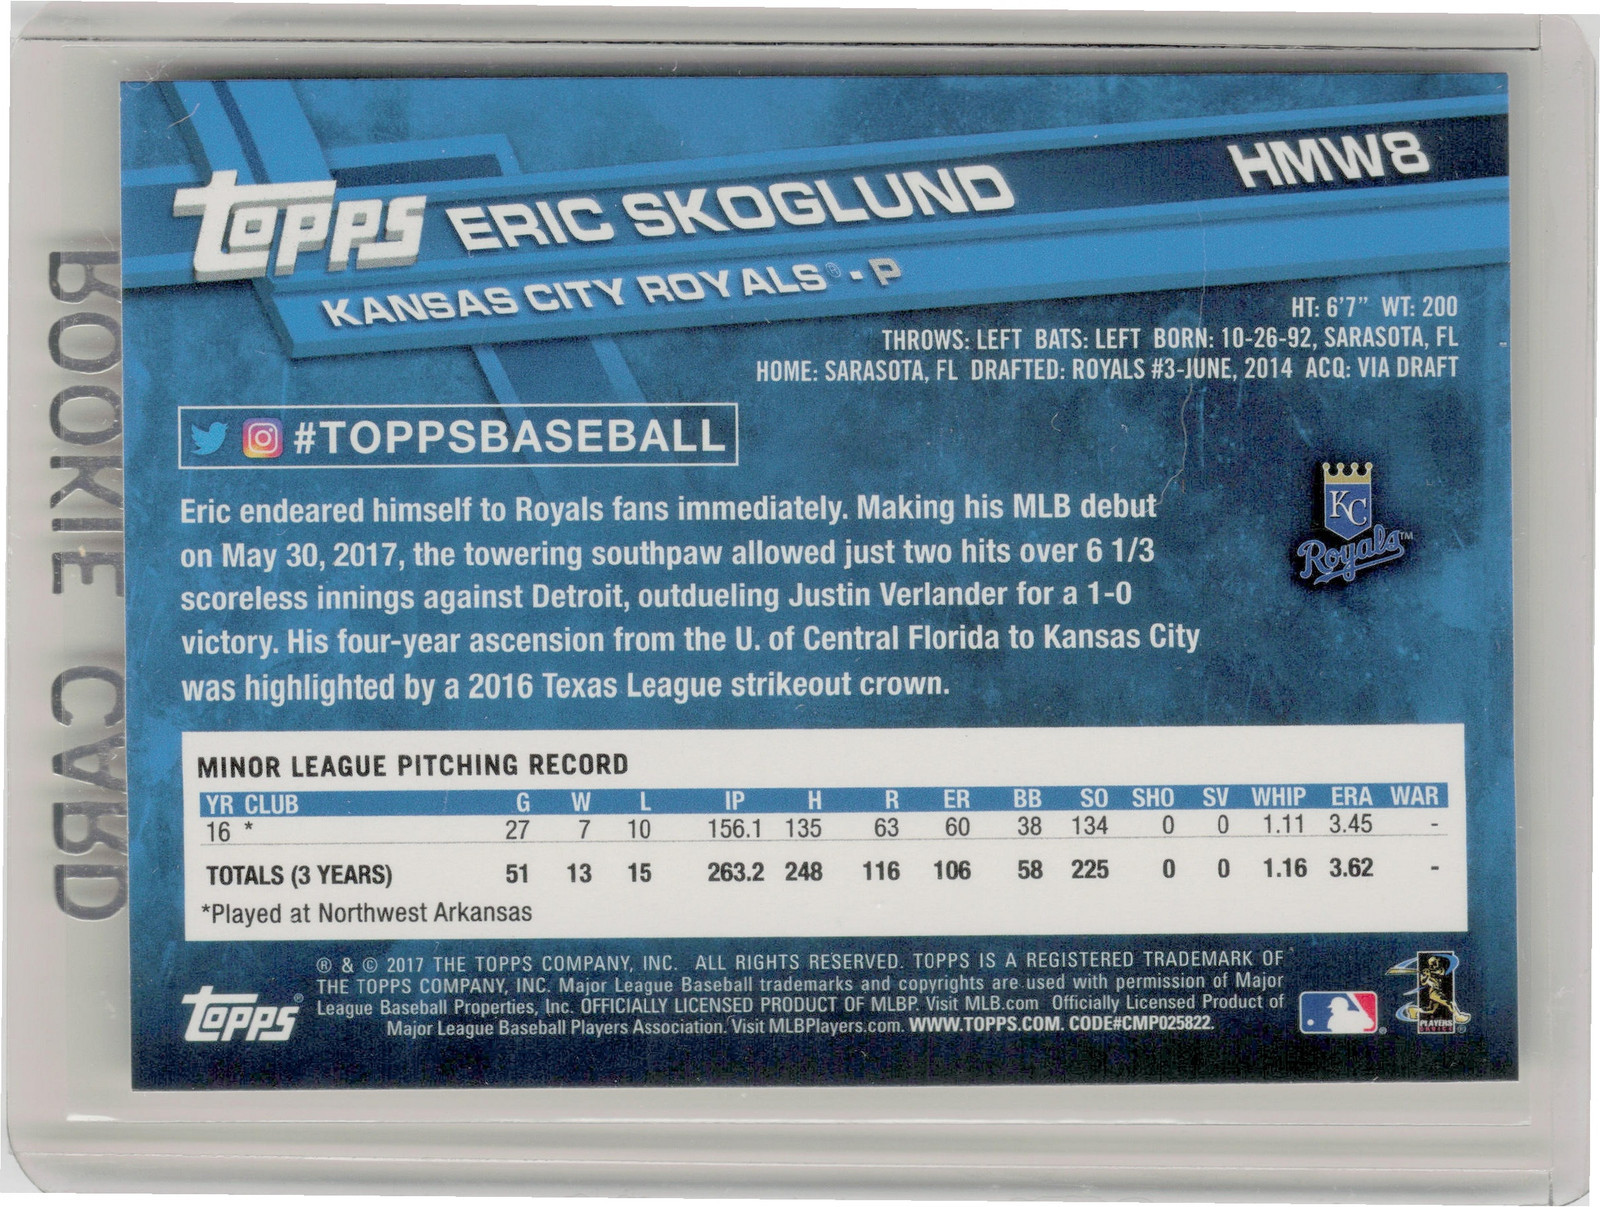 ROOKIE CARD
topps ERIC SKOGLUND HMW8
KANSAS CITY ROYALS® - P
HT: 6'7" WT: 200
THROWS: LEFT BATS: LEFT BORN: 10-26-92, SARASOTA, FL
HOME: SARASOTA, FL DRAFTED: ROYALS #3-JUNE, 2014 ACQ: VIA DRAFT
#TOPPSBASEBALL
Eric endeared himself to Royals fans immediately. Making his MLB debut
on May 30, 2017, the towering southpaw allowed just two hits over 6 1/3
scoreless innings against Detroit, outdueling Justin Verlander for a 1-0
victory. His four-year ascension from the U. of Central Florida to Kansas City
was highlighted by a 2016 Texas League strikeout crown.
KC
Royals™
MINOR LEAGUE PITCHING RECORD
YR CLUB G W L IP H R ER BB SO SHO SV WHIP ERA WAR
16 * 27 7 10 156.1 135 63 60 38 134 0 0 1.11 3.45 -
TOTALS (3 YEARS) 51 13 15 263.2 248 116 106 58 225 0 0 1.16 3.62 -
*Played at Northwest Arkansas
® & © 2017 THE TOPPS COMPANY, INC. ALL RIGHTS RESERVED. TOPPS IS A REGISTERED TRADEMARK OF
THE TOPPS COMPANY, INC. Major League Baseball trademarks and copyrights are used with permission of Major
League Baseball Properties, Inc. OFFICIALLY LICENSED PRODUCT OF MLBP. Visit MLB.com Officially Licensed Product of
Major League Baseball Players Association. Visit MLBPlayers.com. WWW.TOPPS.COM. CODE#CMP025822.
topps®
PLAYERS
CHOICE